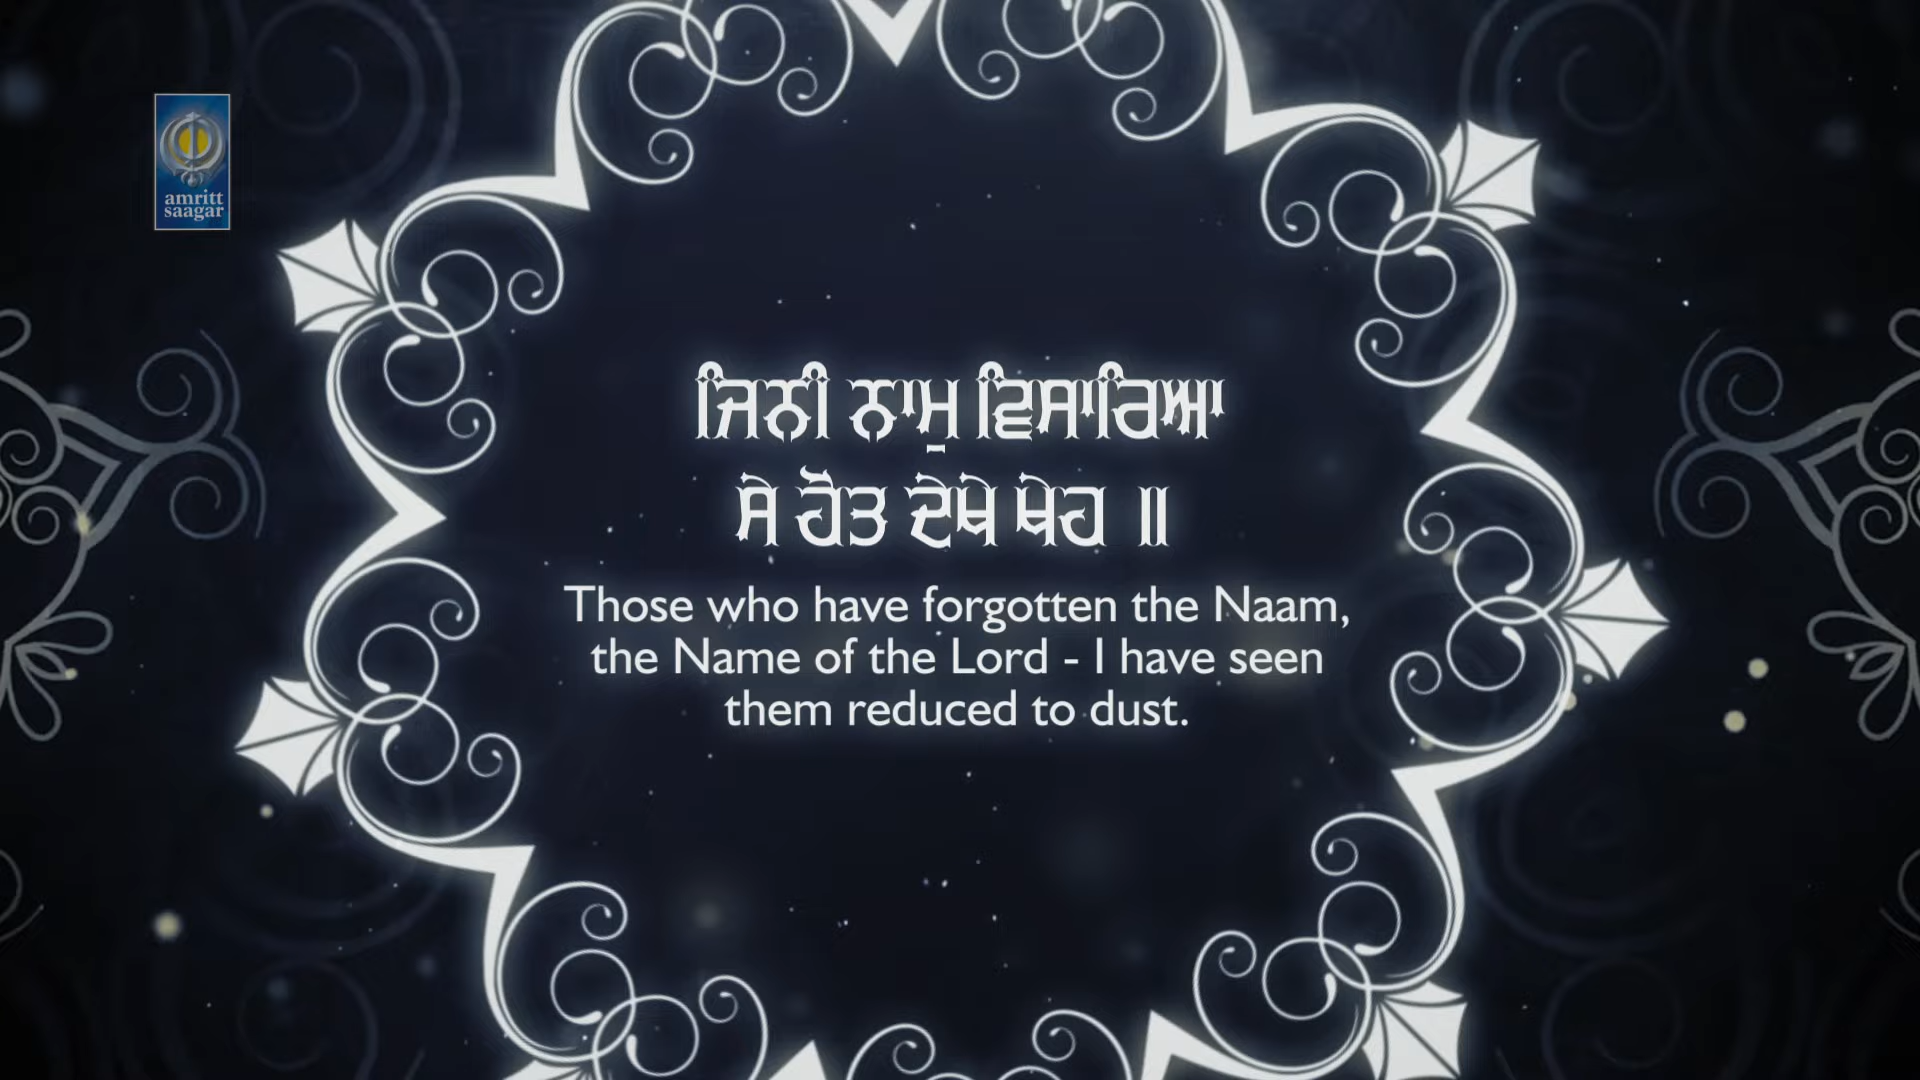 amritt
saagar
ਜਿਨੀ ਨਾਮੁ ਵਿਸਾਰਿਆ
ਸੇ ਹੋਤ ਦੇਖੇ ਖੇਹ ॥
Those who have forgotten the Naam,
the Name of the Lord - I have seen
them reduced to dust.